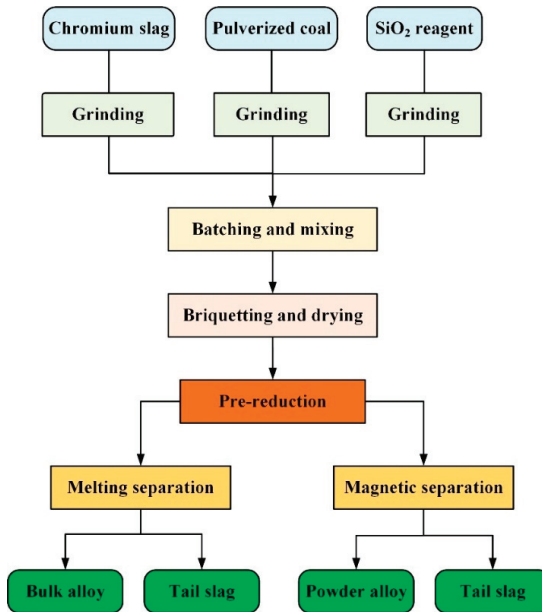 Chromium slag
Pulverized coal
SiO₂ reagent
Grinding
Grinding
Grinding
Batching and mixing
Briquetting and drying
Pre-reduction
Melting separation
Magnetic separation
Bulk alloy
Tail slag
Powder alloy
Tail slag